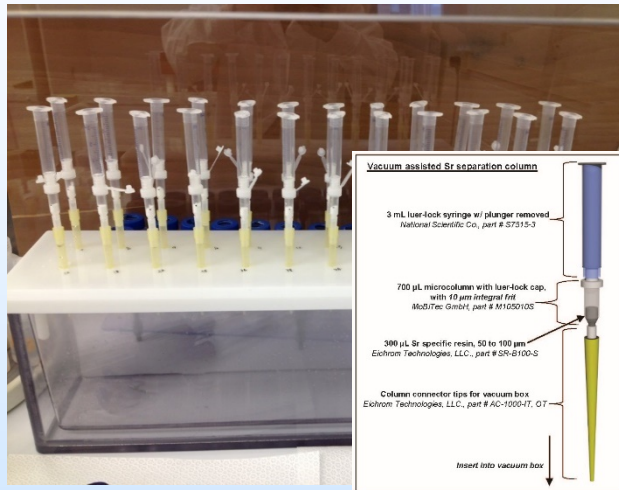 Vacuum assisted Sr separation column
3 mL luer-lock syringe w/ plunger removed
National Scientific Co., part # S7515-3
700 µL microcolumn with luer-lock cap,
with 10 µm integral frit
MoBiTec GmbH, part # M105010S
300 µL Sr specific resin, 50 to 100 µm
Eichrom Technologies, LLC., part # SR-B100-S
Column connector tips for vacuum box
Eichrom Technologies, LLC., part # AC-1000-IT, OT
Insert into vacuum box